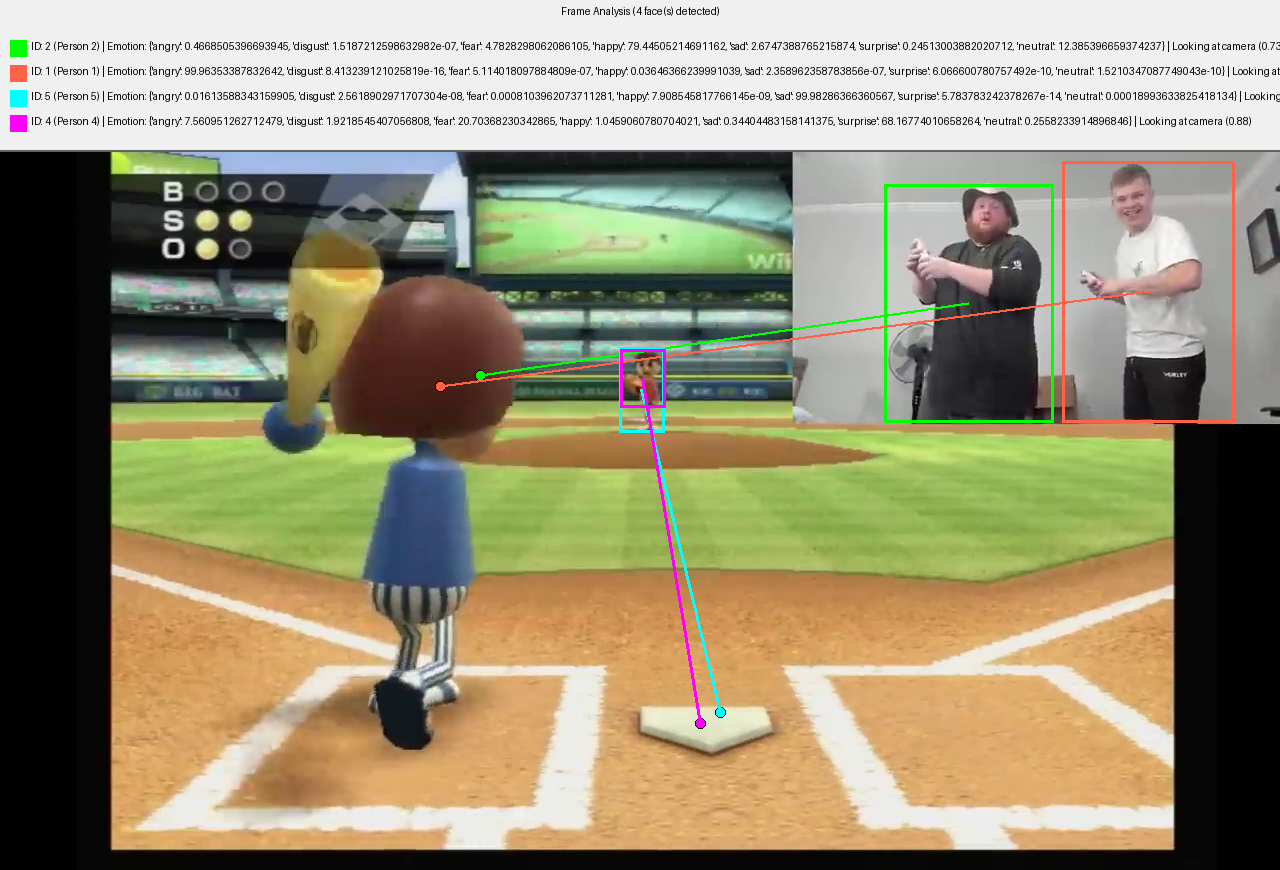 Frame Analysis (4 face(s) detected)
ID: 2 (Person 2) | Emotion: {'angry': 0.4668505396693945, 'disgust': 1.5187212598632982e-07, 'fear': 4.7828298062086105, 'happy': 79.44505214691162, 'sad': 2.6747388765215874, 'surprise': 0.24513003882020712, 'neutral': 12.385396659374237} | Looking at camera (0.73
ID: 1 (Person 1) | Emotion: {'angry': 99.96353387832642, 'disgust': 8.413239121025819e-16, 'fear': 5.114018097884809e-07, 'happy': 0.03646366239991039, 'sad': 2.358962358783856e-07, 'surprise': 6.066600780757492e-10, 'neutral': 1.5210347087749043e-10} | Looking at
ID: 5 (Person 5) | Emotion: {'angry': 0.01613588343159905, 'disgust': 2.5618902971707304e-08, 'fear': 0.0008103962073711281, 'happy': 7.908545817766145e-09, 'sad': 99.98286366360567, 'surprise': 5.783783242378267e-14, 'neutral': 0.00018993633825418134} | Looking
ID: 4 (Person 4) | Emotion: {'angry': 7.560951262712479, 'disgust': 1.9218545407056808, 'fear': 20.70368230342865, 'happy': 1.0459060780704021, 'sad': 0.34404483158141375, 'surprise': 68.16774010658264, 'neutral': 0.2558233914896846} | Looking at camera (0.88)
B
S
O
Wii
BIG BAT
HURLEY